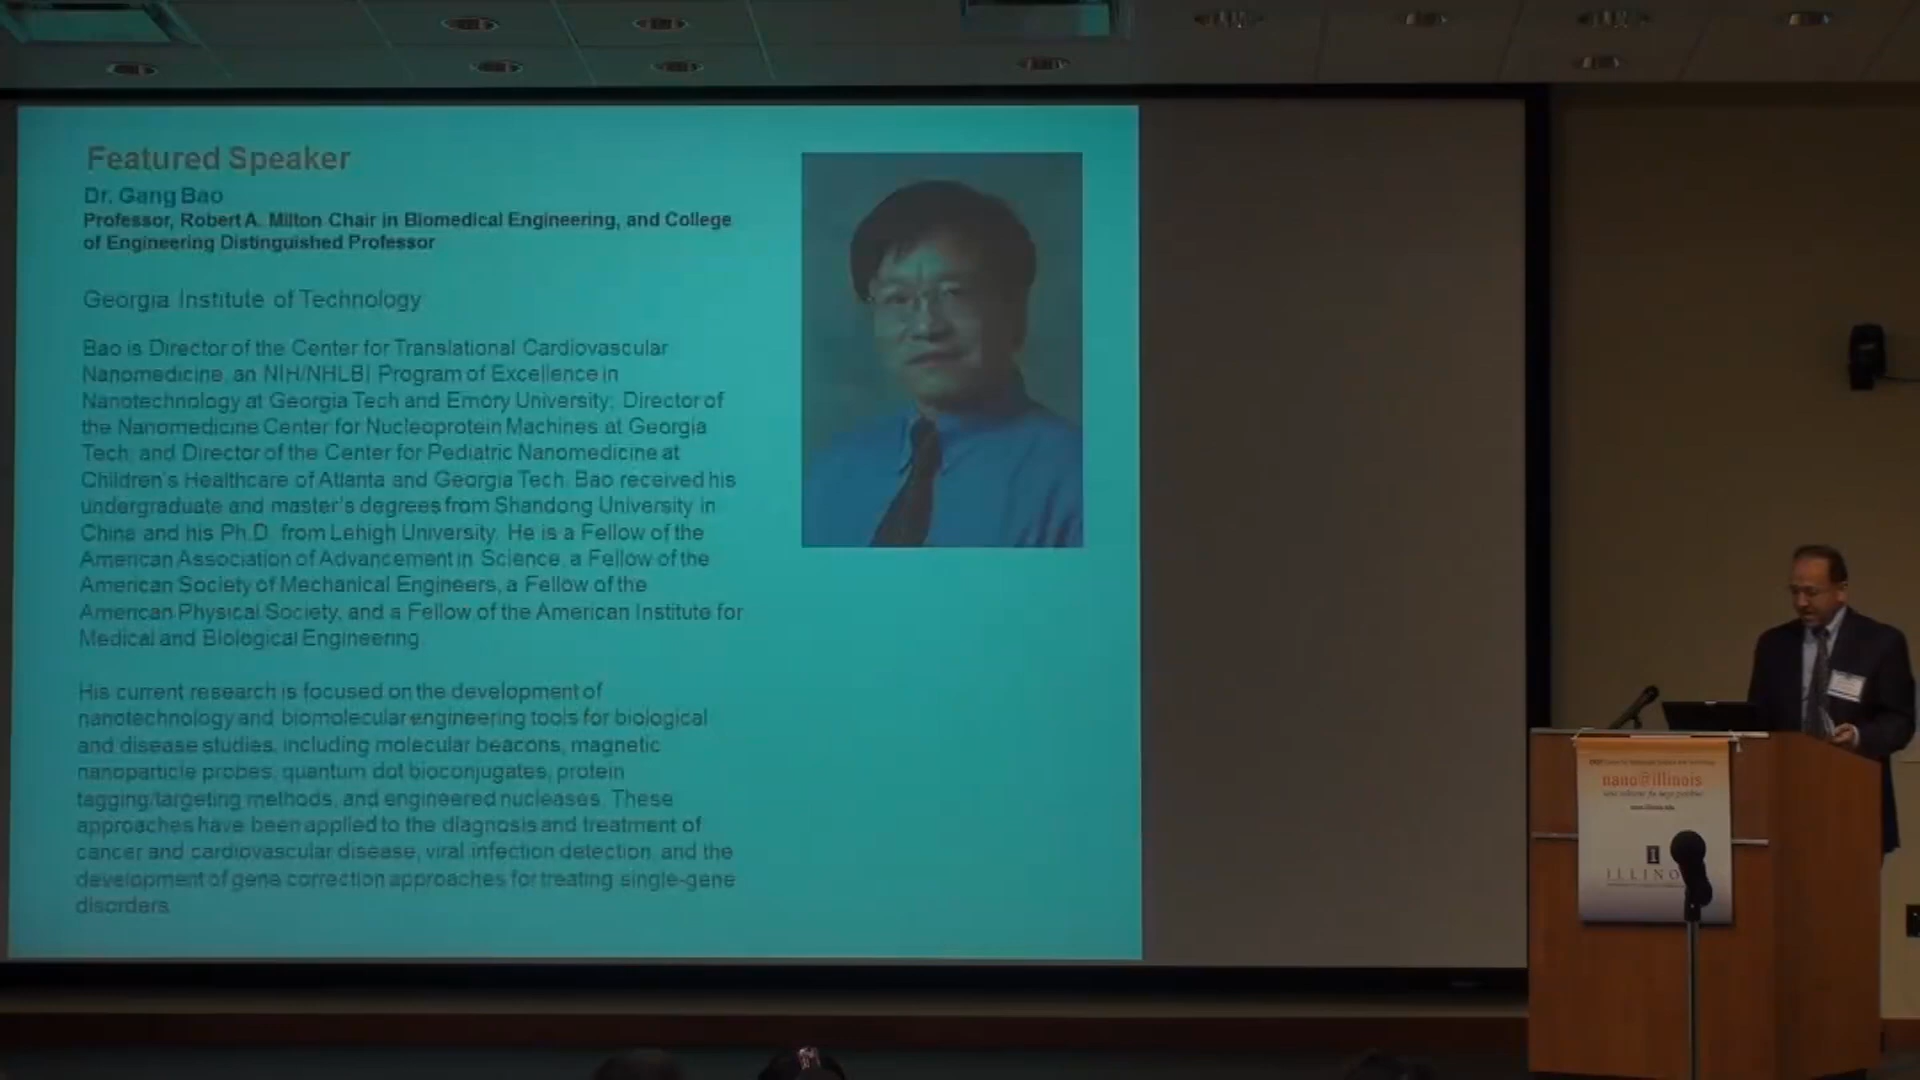 Featured Speaker
Dr. Gang Bao
Professor, Robert A. Milton Chair in Biomedical Engineering, and College
of Engineering Distinguished Professor
Georgia Institute of Technology
Bao is Director of the Center for Translational Cardiovascular
Nanomedicine, an NIH/NHLBI Program of Excellence in
Nanotechnology at Georgia Tech and Emory University; Director of
the Nanomedicine Center for Nucleoprotein Machines at Georgia
Tech; and Director of the Center for Pediatric Nanomedicine at
Children's Healthcare of Atlanta and Georgia Tech. Bao received his
undergraduate and master's degrees from Shandong University in
China and his Ph.D. from Lehigh University. He is a Fellow of the
American Association of Advancement in Science, a Fellow of the
American Society of Mechanical Engineers, a Fellow of the
American Physical Society, and a Fellow of the American Institute for
Medical and Biological Engineering.
His current research is focused on the development of
nanotechnology and biomolecular engineering tools for biological
and disease studies, including molecular beacons, magnetic
nanoparticle probes, quantum dot bioconjugates, protein
tagging/targeting methods, and engineered nucleases. These
approaches have been applied to the diagnosis and treatment of
cancer and cardiovascular disease, viral infection detection, and the
development of gene correction approaches for treating single-gene
disorders.
nano@illinois
I
ILLINO